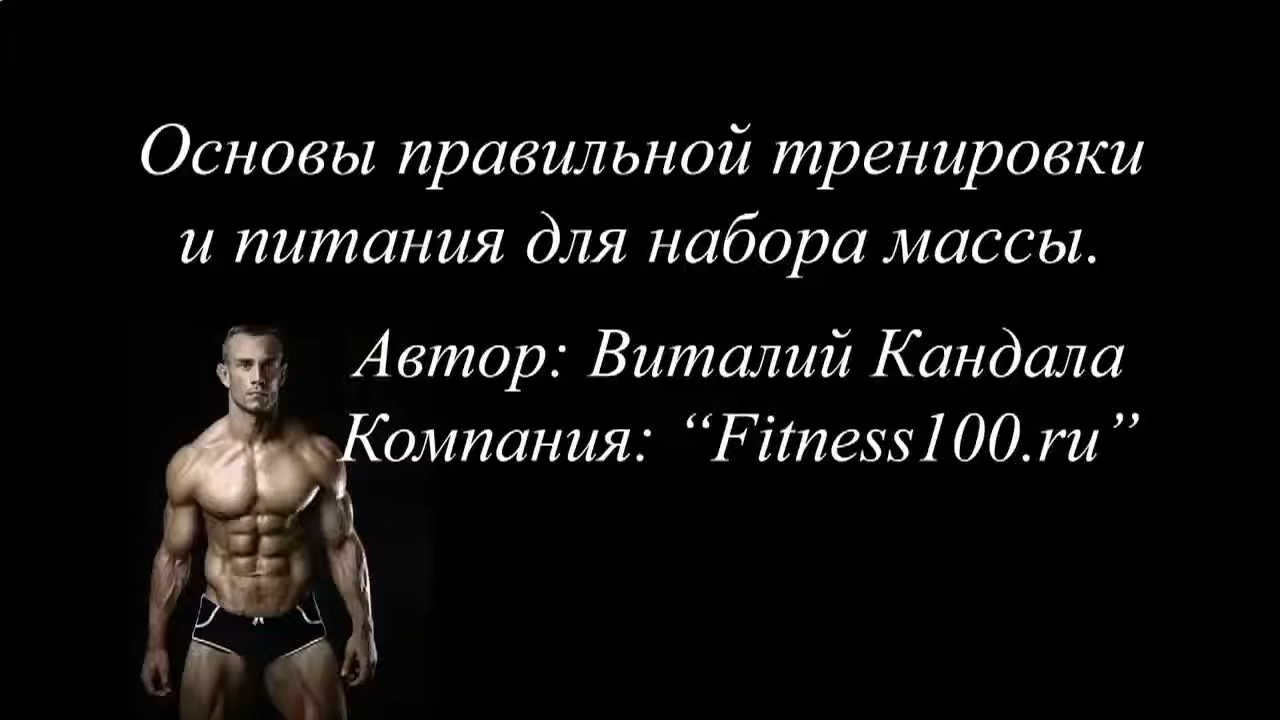 Основы правильной тренировки
и питания для набора массы.
Автор: Виталий Кандала
Компания: “Fitness100.ru”